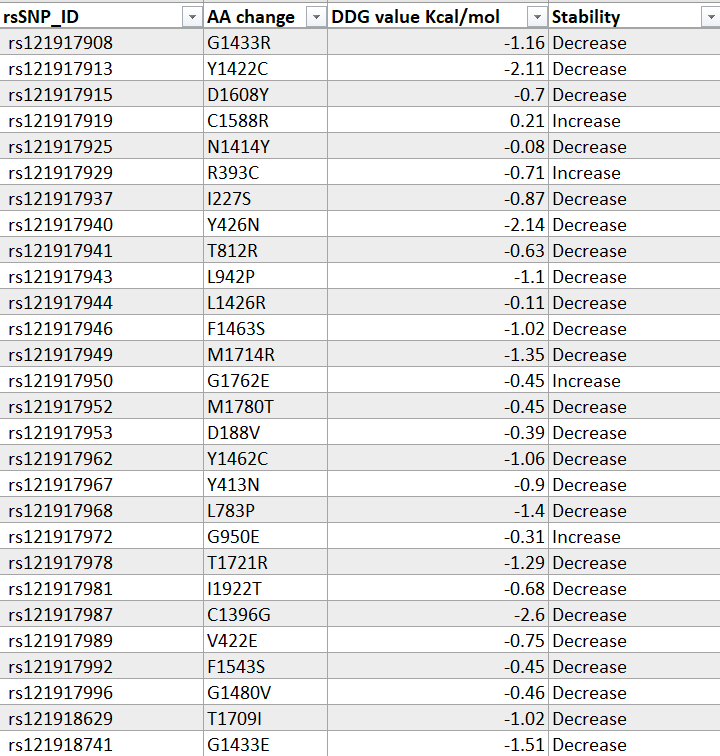 rsSNP_ID AA change DDG value Kcal/mol Stability
rs121917908 G1433R -1.16 Decrease
rs121917913 Y1422C -2.11 Decrease
rs121917915 D1608Y -0.7 Decrease
rs121917919 C1588R 0.21 Increase
rs121917925 N1414Y -0.08 Decrease
rs121917929 R393C -0.71 Increase
rs121917937 I227S -0.87 Decrease
rs121917940 Y426N -2.14 Decrease
rs121917941 T812R -0.63 Decrease
rs121917943 L942P -1.1 Decrease
rs121917944 L1426R -0.11 Decrease
rs121917946 F1463S -1.02 Decrease
rs121917949 M1714R -1.35 Decrease
rs121917950 G1762E -0.45 Increase
rs121917952 M1780T -0.45 Decrease
rs121917953 D188V -0.39 Decrease
rs121917962 Y1462C -1.06 Decrease
rs121917967 Y413N -0.9 Decrease
rs121917968 L783P -1.4 Decrease
rs121917972 G950E -0.31 Increase
rs121917978 T1721R -1.29 Decrease
rs121917981 I1922T -0.68 Decrease
rs121917987 C1396G -2.6 Decrease
rs121917989 V422E -0.75 Decrease
rs121917992 F1543S -0.45 Decrease
rs121917996 G1480V -0.46 Decrease
rs121918629 T1709I -1.02 Decrease
rs121918741 G1433E -1.51 Decrease